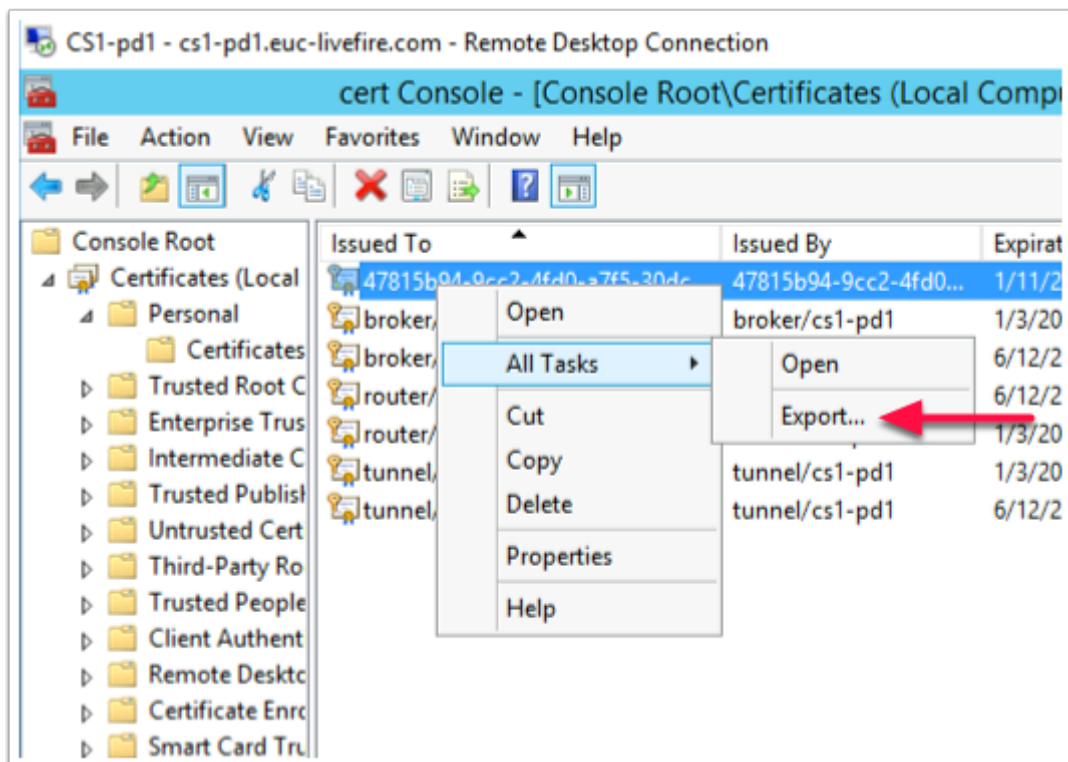 CS1-pd1 - cs1-pd1.euc-livefire.com - Remote Desktop Connection
cert Console - [Console Root\Certificates (Local Compu
File Action View Favorites Window Help
Console Root
Certificates (Local
Personal
Certificates
Trusted Root C
Enterprise Trus
Intermediate C
Trusted Publish
Untrusted Cert
Third-Party Ro
Trusted People
Client Authent
Remote Deskto
Certificate Enro
Smart Card Tru
Issued To Issued By Expirat
47815b94-9cc2-4fd0-a7f5-30dc... 47815b94-9cc2-4fd0... 1/11/2
broker/ broker/cs1-pd1 1/3/20
broker/ 6/12/2
router/ 6/12/2
router/ 1/3/20
tunnel/ tunnel/cs1-pd1 1/3/20
tunnel/ tunnel/cs1-pd1 6/12/2
Open
All Tasks
Cut
Copy
Delete
Properties
Help
Open
Export...